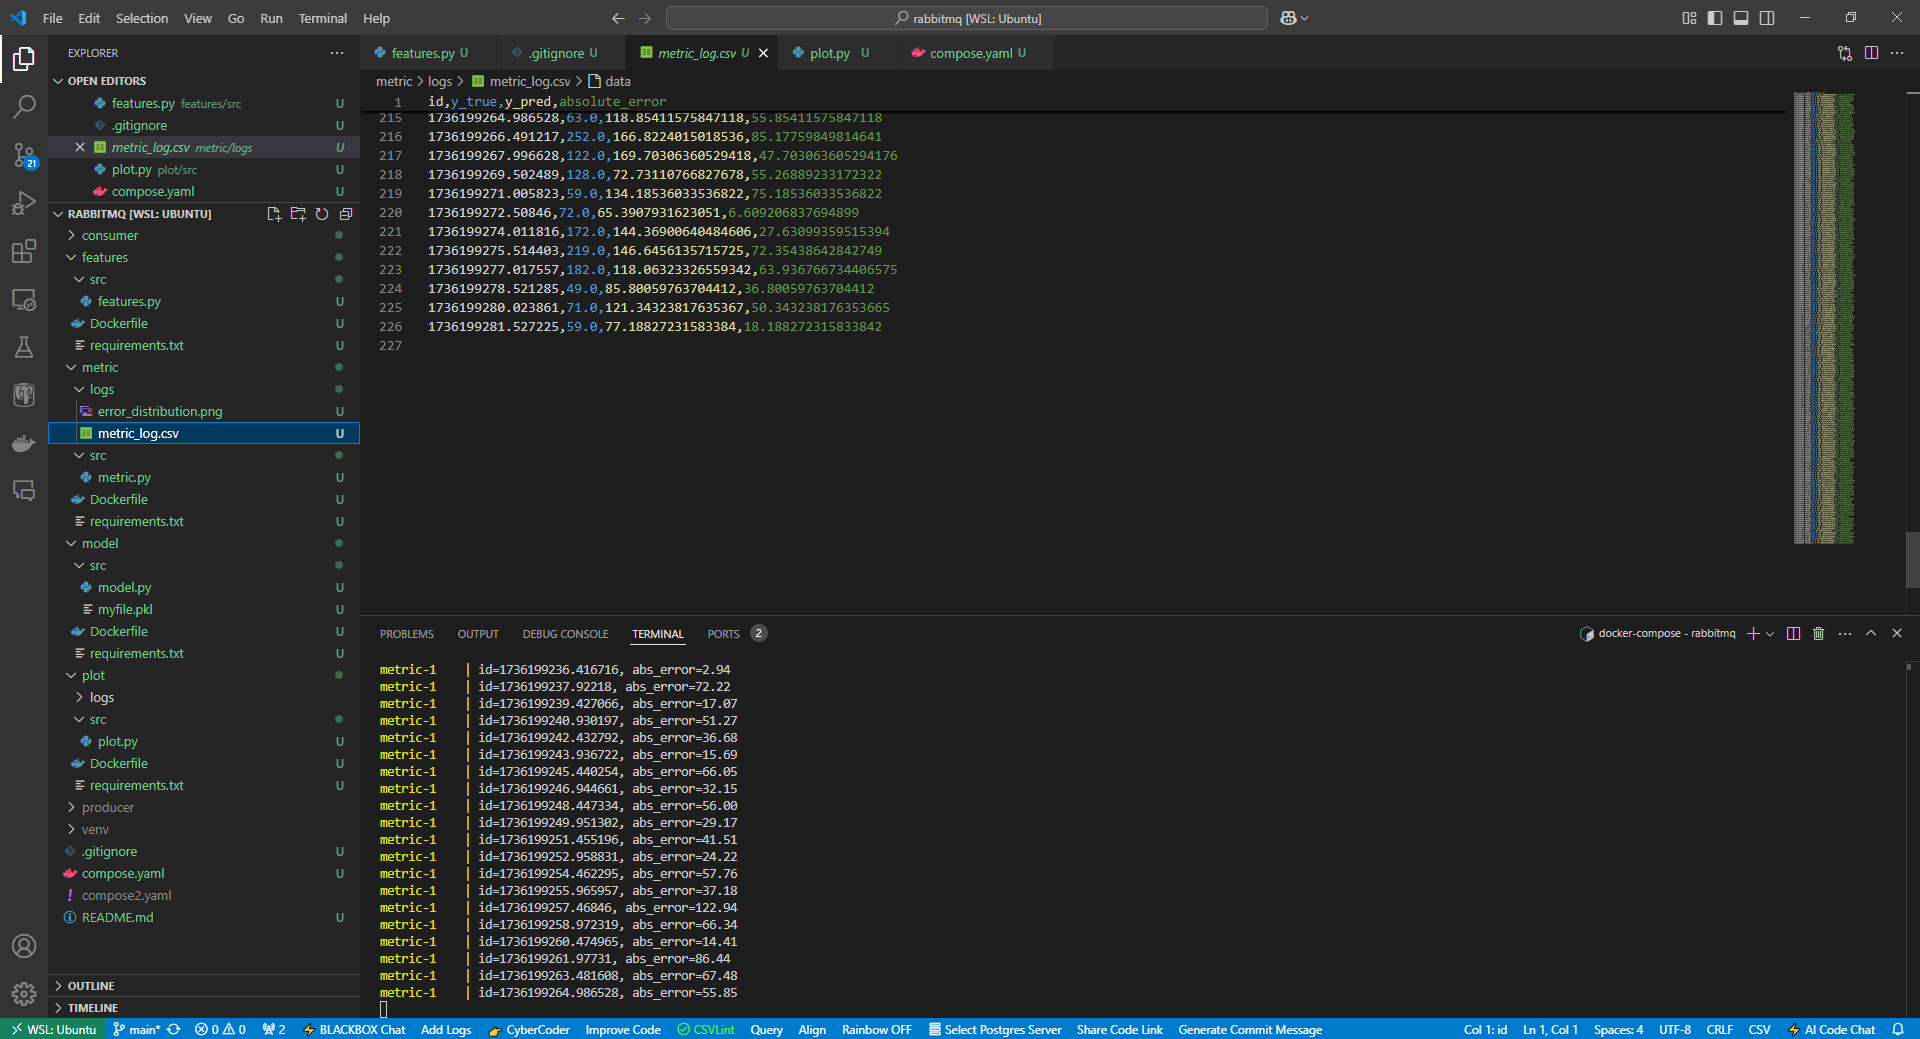 File Edit Selection View Go Run Terminal Help
rabbitmq [WSL: Ubuntu]
EXPLORER
OPEN EDITORS
features.py features/src U
.gitignore U
metric_log.csv metric/logs U
plot.py plot/src U
compose.yaml U
RABBITMQ [WSL: UBUNTU]
consumer
features
src
features.py U
Dockerfile U
requirements.txt U
metric
logs
error_distribution.png U
metric_log.csv U
src
metric.py U
Dockerfile U
requirements.txt U
model
src
model.py U
myfile.pkl U
Dockerfile U
requirements.txt U
plot
logs
src
plot.py U
Dockerfile U
requirements.txt U
producer
venv
.gitignore U
compose.yaml U
compose2.yaml
README.md U
OUTLINE
TIMELINE
21
features.py U .gitignore U metric_log.csv U plot.py U compose.yaml U
metric > logs > metric_log.csv > data
1 id,y_true,y_pred,absolute_error
215 1736199264.986528,63.0,118.85411575847118,55.85411575847118
216 1736199266.491217,252.0,166.8224015018536,85.17759849814641
217 1736199267.996628,122.0,169.70306360529418,47.703063605294176
218 1736199269.502489,128.0,72.73110766827678,55.26889233172322
219 1736199271.005823,59.0,134.18536033536822,75.18536033536822
220 1736199272.50846,72.0,65.3907931623051,6.609206837694899
221 1736199274.011816,172.0,144.36900640484606,27.63099359515394
222 1736199275.514403,219.0,146.6456135715725,72.35438642842749
223 1736199277.017557,182.0,118.06323326559342,63.936766734406575
224 1736199278.521285,49.0,85.80059763704412,36.80059763704412
225 1736199280.023861,71.0,121.34323817635367,50.343238176353665
226 1736199281.527225,59.0,77.18827231583384,18.188272315833842
227
PROBLEMS OUTPUT DEBUG CONSOLE TERMINAL PORTS 2
docker-compose - rabbitmq
metric-1 | id=1736199236.416716, abs_error=2.94
metric-1 | id=1736199237.92218, abs_error=72.22
metric-1 | id=1736199239.427066, abs_error=17.07
metric-1 | id=1736199240.930197, abs_error=51.27
metric-1 | id=1736199242.432792, abs_error=36.68
metric-1 | id=1736199243.936722, abs_error=15.69
metric-1 | id=1736199245.440254, abs_error=66.05
metric-1 | id=1736199246.944661, abs_error=32.15
metric-1 | id=1736199248.447334, abs_error=56.00
metric-1 | id=1736199249.951302, abs_error=29.17
metric-1 | id=1736199251.455196, abs_error=41.51
metric-1 | id=1736199252.958831, abs_error=24.22
metric-1 | id=1736199254.462295, abs_error=57.76
metric-1 | id=1736199255.965957, abs_error=37.18
metric-1 | id=1736199257.46846, abs_error=122.94
metric-1 | id=1736199258.972319, abs_error=66.34
metric-1 | id=1736199260.474965, abs_error=14.41
metric-1 | id=1736199261.97731, abs_error=86.44
metric-1 | id=1736199263.481608, abs_error=67.48
metric-1 | id=1736199264.986528, abs_error=55.85
WSL: Ubuntu main* 0 0 2 BLACKBOX Chat Add Logs CyberCoder Improve Code CSVLint Query Align Rainbow OFF Select Postgres Server Share Code Link Generate Commit Message Col 1: id Ln 1, Col 1 Spaces: 4 UTF-8 CRLF CSV AI Code Chat